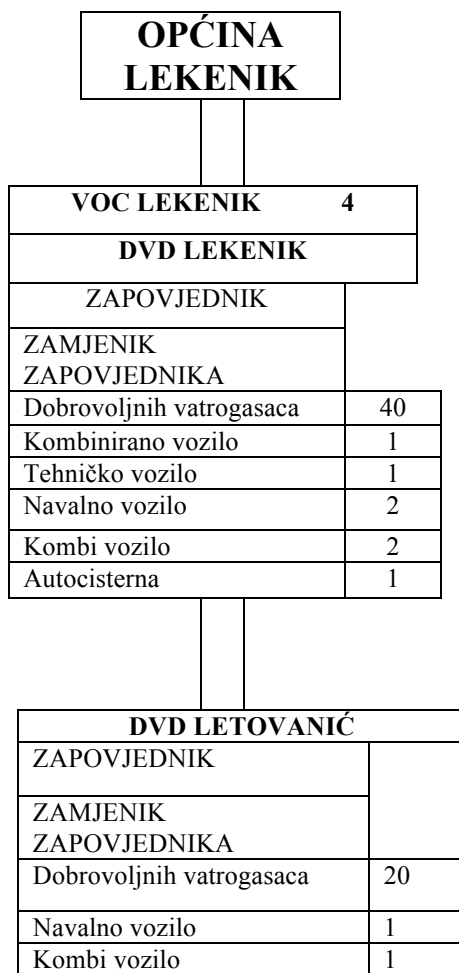 OPĆINA
LEKENIK
VOC LEKENIK 4
DVD LEKENIK
ZAPOVJEDNIK
ZAMJENIK
ZAPOVJEDNIKA
Dobrovoljnih vatrogasaca 40
Kombinirano vozilo 1
Tehničko vozilo 1
Navalno vozilo 2
Kombi vozilo 2
Autocisterna 1
DVD LETOVANIĆ
ZAPOVJEDNIK
ZAMJENIK
ZAPOVJEDNIKA
Dobrovoljnih vatrogasaca 20
Navalno vozilo 1
Kombi vozilo 1